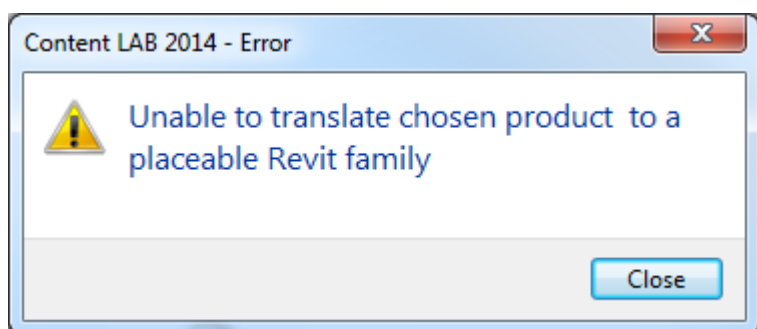 Content LAB 2014 - Error
Unable to translate chosen product  to a
placeable Revit family
Close